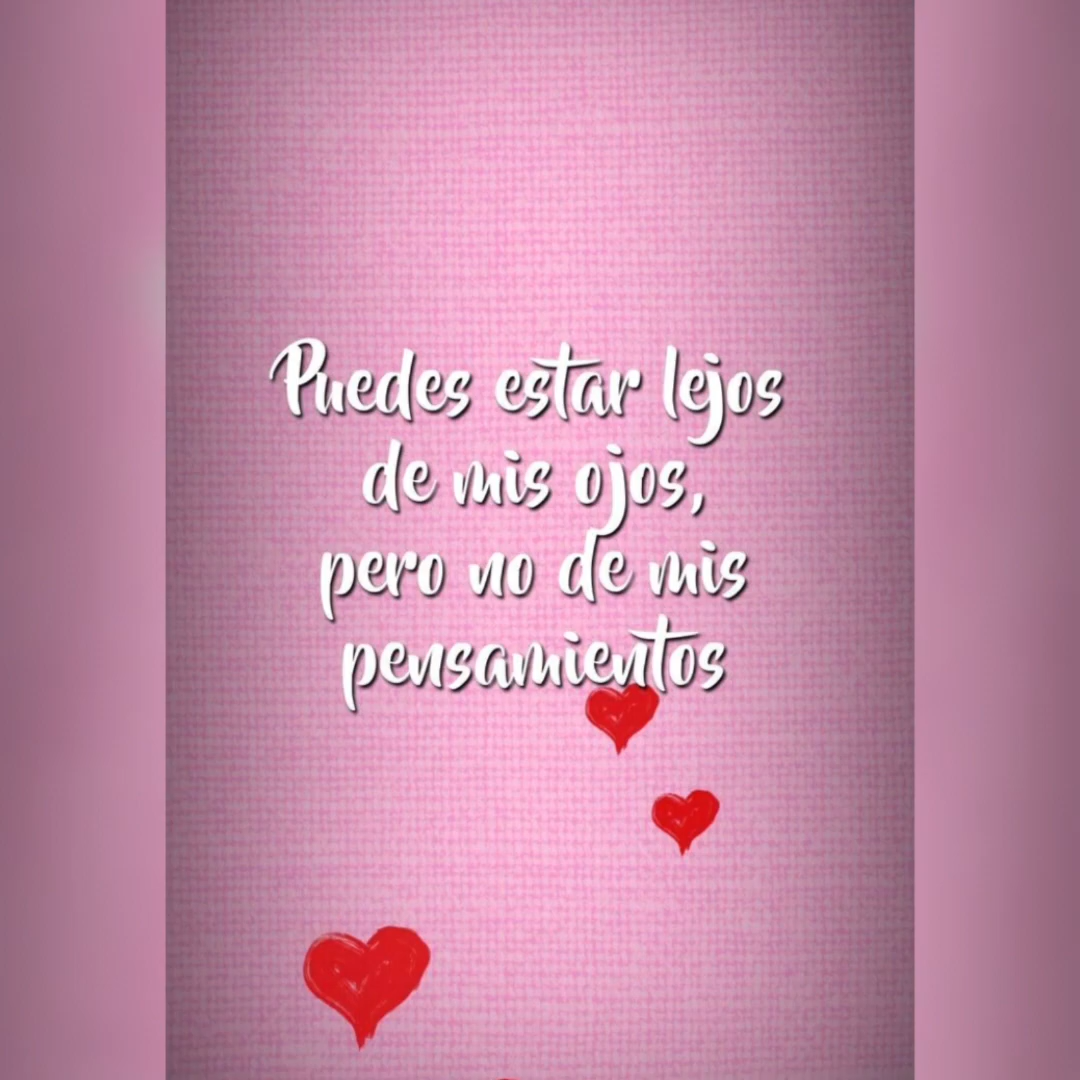 Puedes estar lejos
de mis ojos,
pero no de mis
pensamientos